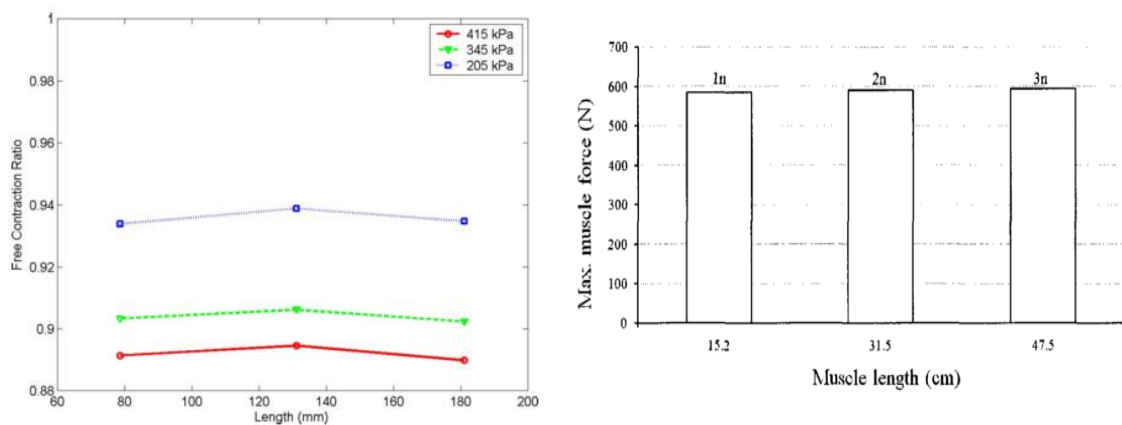 1
0.98
0.96
0.94
0.92
0.9
0.88
Free Contraction Ratio
60 80 100 120 140 160 180 200
Length (mm)
415 kPa
345 kPa
205 kPa
700
600
500
400
300
200
100
0
Max. muscle force (N)
1n 2n 3n
15.2 31.5 47.5
Muscle length (cm)